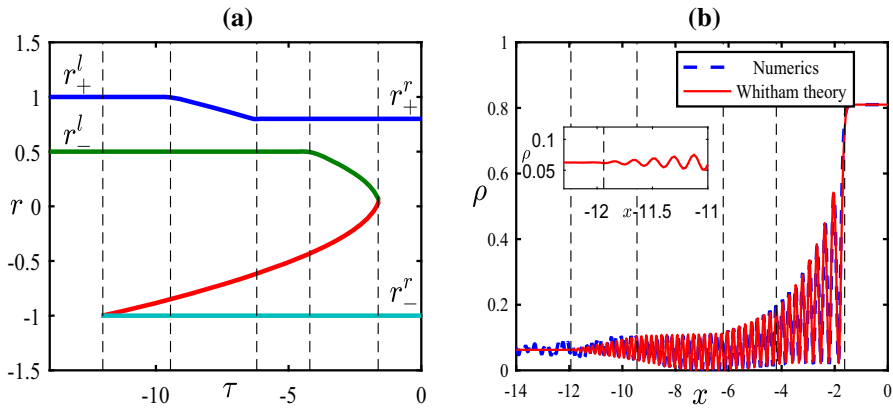 (a)
(b)
r_+^l
r_+^r
r_-^l
r_-^r
r
1.5
1
0.5
0
-0.5
-1
-1.5
-10
-5
0
τ
Numerics
Whitham theory
ρ
1
0.8
0.6
0.4
0.2
0
-14
-12
-10
-8
-6
-4
-2
0
x
ρ
0.1
0.05
-12
x
-11.5
-11